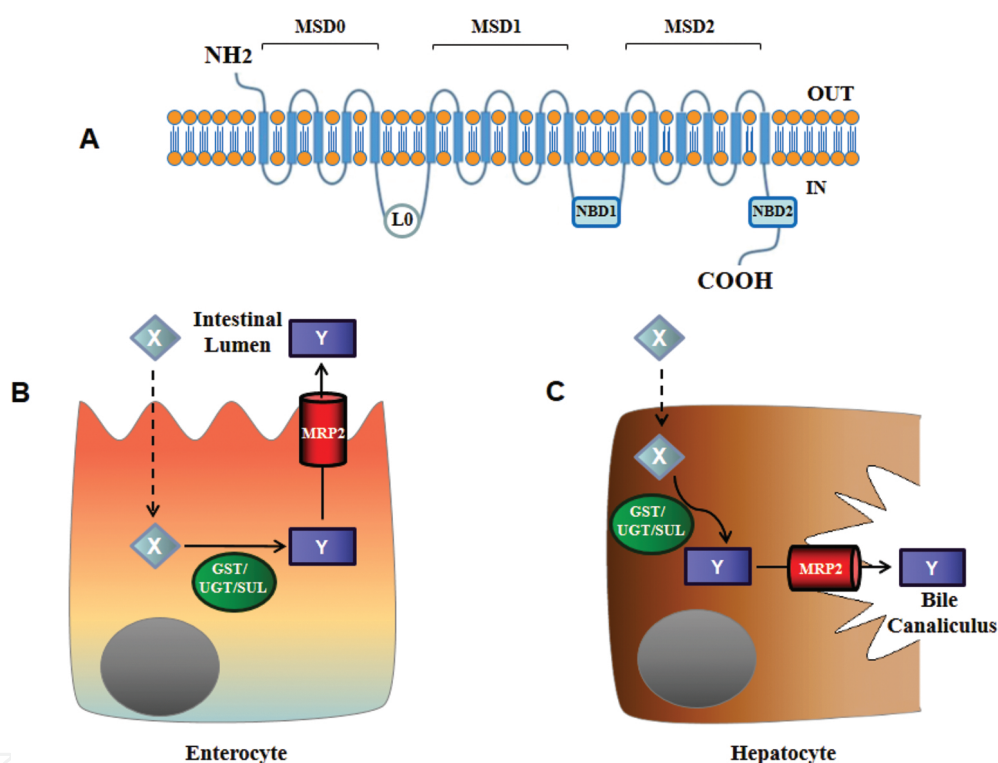 MSD0
MSD1
MSD2
NH2
OUT
A
IN
L0
NBD1
NBD2
COOH
B
X
Intestinal
Lumen
Y
MRP2
X
Y
GST/
UGT/SUL
Enterocyte
C
X
X
GST/
UGT/SUL
Y
MRP2
Y
Bile
Canaliculus
Hepatocyte